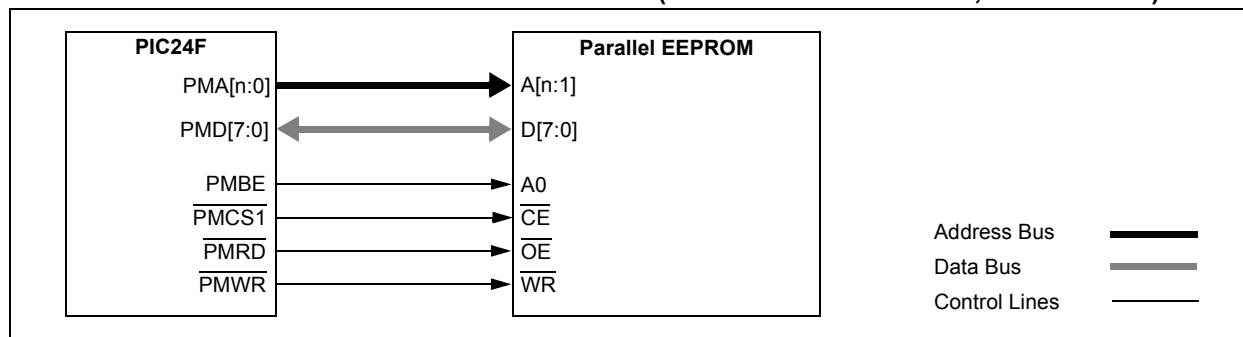 PIC24F
Parallel EEPROM
PMA[n:0]
A[n:1]
PMD[7:0]
D[7:0]
PMBE
A0
PMCS1
CE
PMRD
OE
PMWR
WR
Address Bus
Data Bus
Control Lines